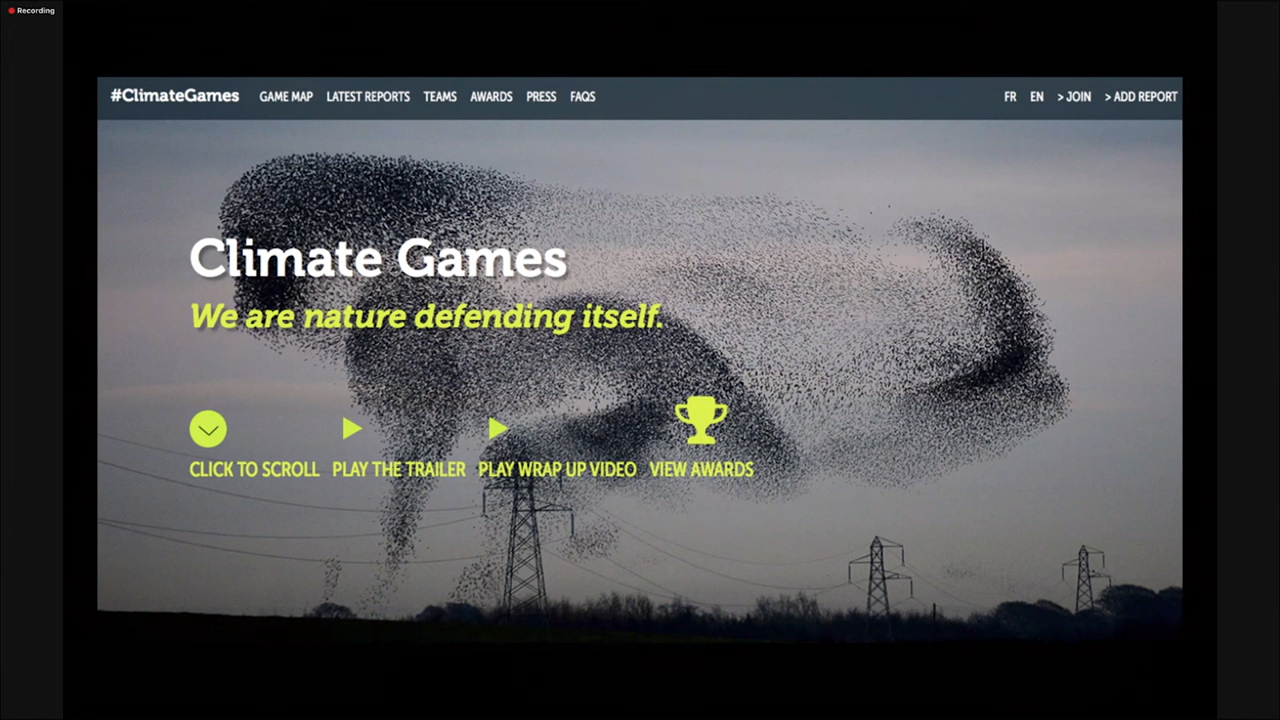 Recording
#ClimateGames GAME MAP LATEST REPORTS TEAMS AWARDS PRESS FAQS FR EN > JOIN > ADD REPORT
Climate Games
We are nature defending itself.
CLICK TO SCROLL PLAY THE TRAILER PLAY WRAP UP VIDEO VIEW AWARDS